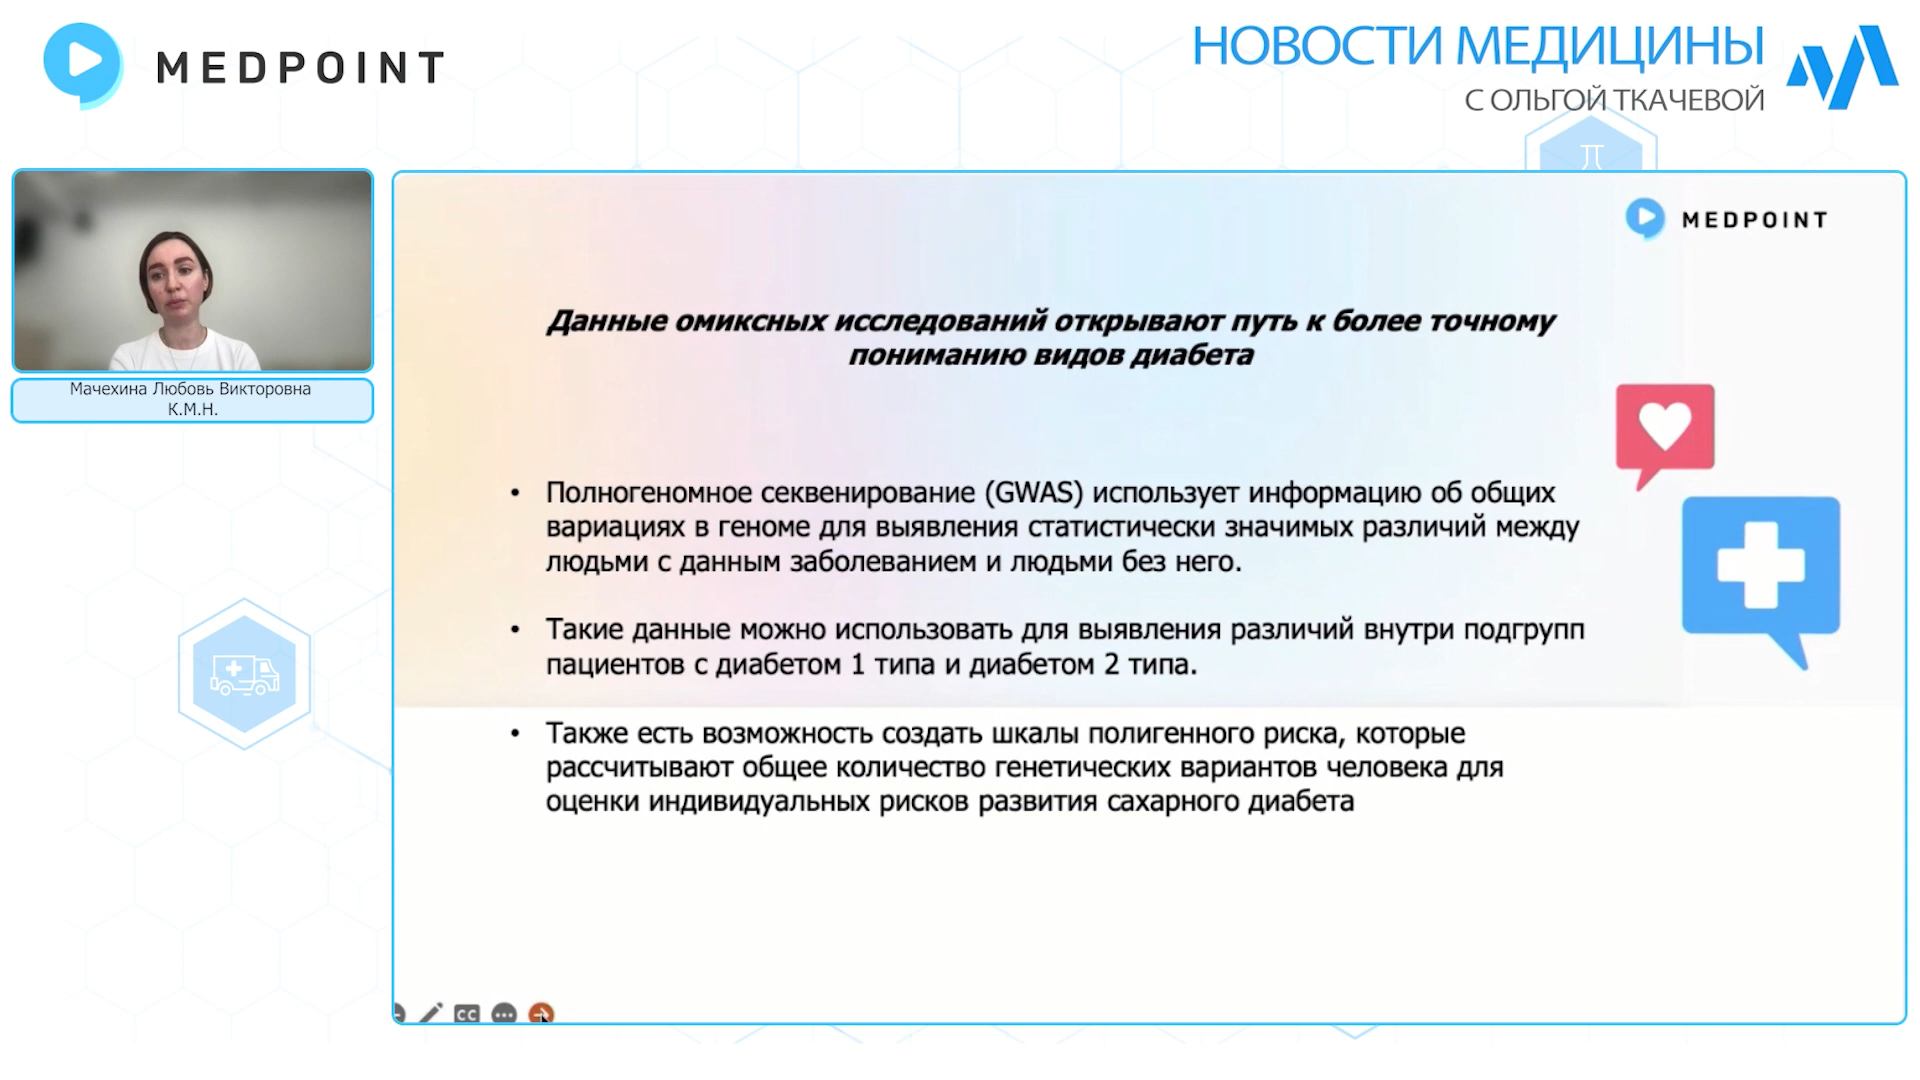 MEDPOINT
НОВОСТИ МЕДИЦИНЫ
С ОЛЬГОЙ ТКАЧЕВОЙ
Мачехина Любовь Викторовна
К.М.Н.
MEDPOINT
Данные омиксных исследований открывают путь к более точному
пониманию видов диабета
• Полногеномное секвенирование (GWAS) использует информацию об общих
вариациях в геноме для выявления статистически значимых различий между
людьми с данным заболеванием и людьми без него.
• Такие данные можно использовать для выявления различий внутри подгрупп
пациентов с диабетом 1 типа и диабетом 2 типа.
• Также есть возможность создать шкалы полигенного риска, которые
рассчитывают общее количество генетических вариантов человека для
оценки индивидуальных рисков развития сахарного диабета
CC